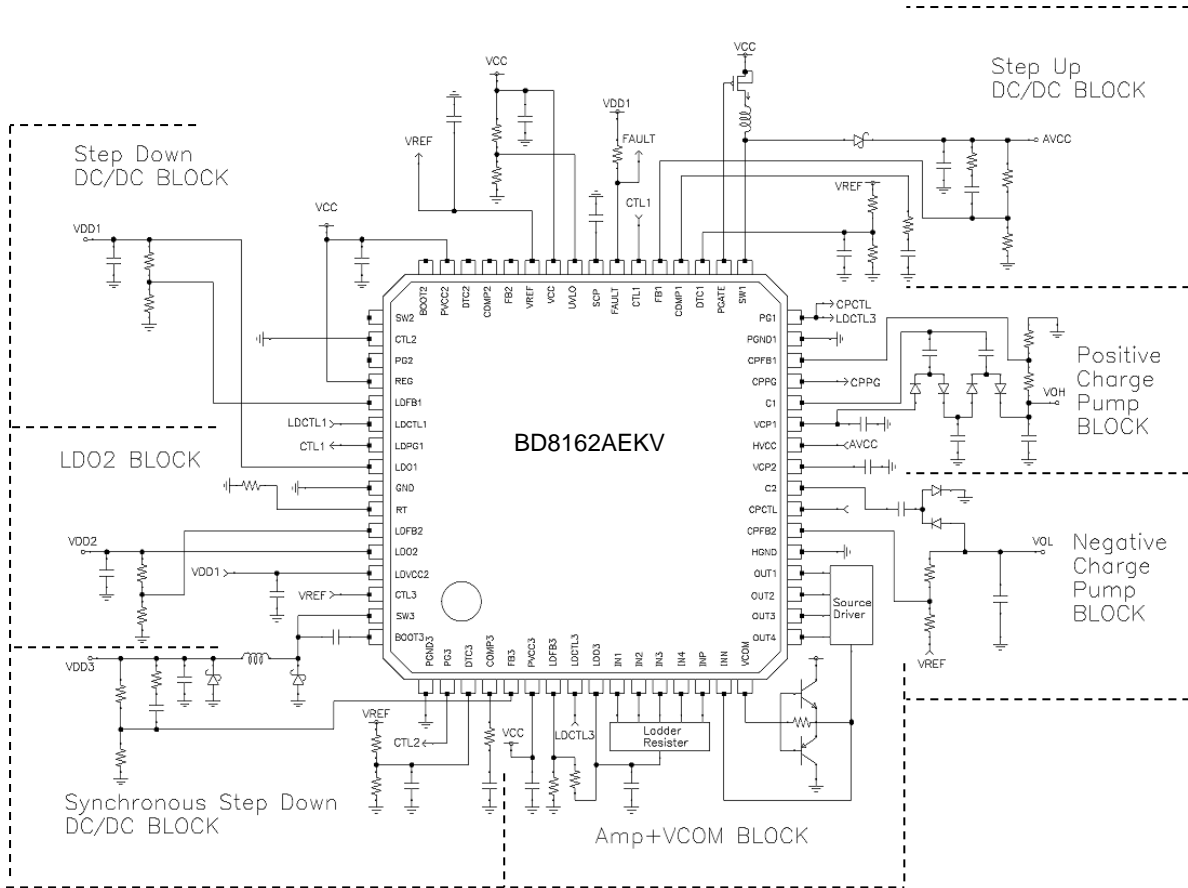 Step Up
DC/DC BLOCK
VCC
VCC
VDD1
FAULT
AVCC
VREF
CTL1
VREF
Step Down
DC/DC BLOCK
VDD1
VCC
BOOT2
PVCC2
DTC2
COMP2
FB2
VREF
VCC
UVLO
SCP
FAULT
CTL1
FB1
COMP1
DTC1
PGATE
SW1
SW2
CTL2
PG2
REG
LDFB1
LDCTL1
LDCTL1
CTL1
LDPG1
LDO1
GND
RT
LDFB2
VDD2
LDO2
VDD1
LDVCC2
VREF
CTL3
SW3
BOOT3
LDO2 BLOCK
BD8162AEKV
PG1
CPCTL
LDCTL3
PGND1
CPFB1
CPPG
CPPG
C1
VCP1
HVCC
AVCC
VCP2
C2
CPCTL
CPFB2
HGND
OUT1
OUT2
OUT3
OUT4
Source
Driver
VOH
Positive
Charge
Pump
BLOCK
VOL
Negative
Charge
Pump
BLOCK
VREF
PGND3
PG3
DTC3
COMP3
FB3
PVCC3
LDFB3
LDCTL3
LDO3
IN1
IN2
IN3
IN4
INP
INN
VCOM
VDD3
VREF
CTL2
VCC
LDCTL3
Ladder
Resister
Synchronous Step Down
DC/DC BLOCK
Amp+VCOM BLOCK